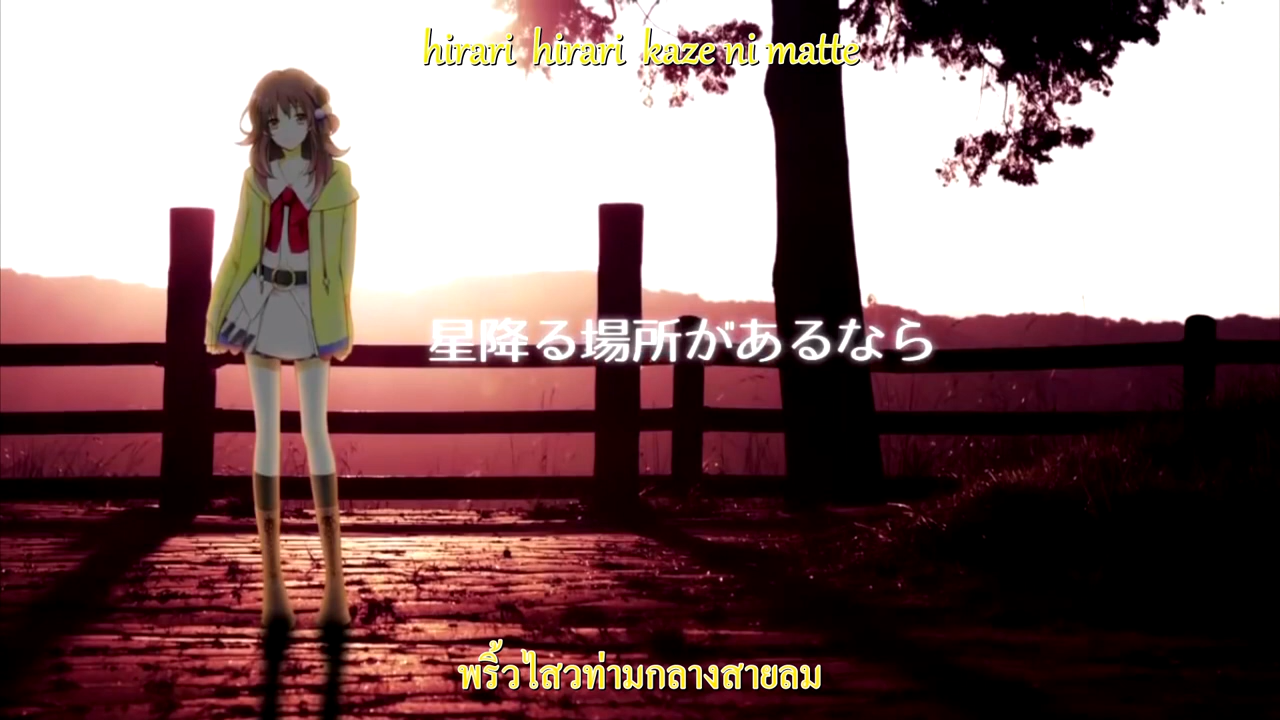 hirari hirari kaze ni matte
星降る場所があるなら
พริ้วไสวท่ามกลางสายลม